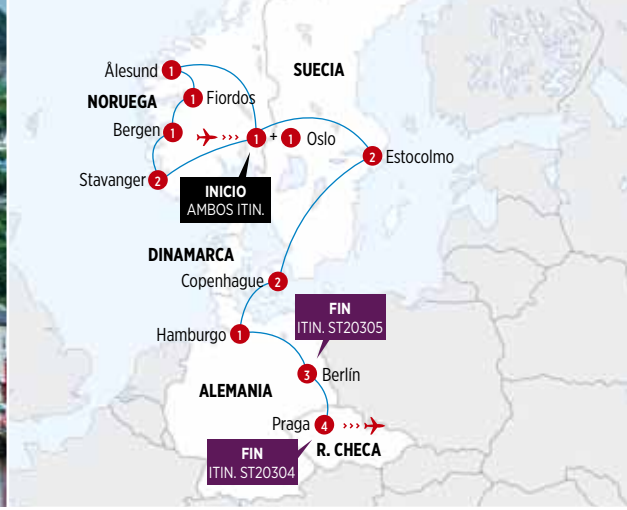 SUECIA
Ålesund 1
NORUEGA
1 Fiordos
Bergen 1
1 + 1 Oslo
2 Estocolmo
Stavanger 2
INICIO
AMBOS ITIN.
DINAMARCA
Copenhague 2
FIN
ITIN. ST20305
Hamburgo 1
3 Berlín
ALEMANIA
Praga 4
R. CHECA
FIN
ITIN. ST20304